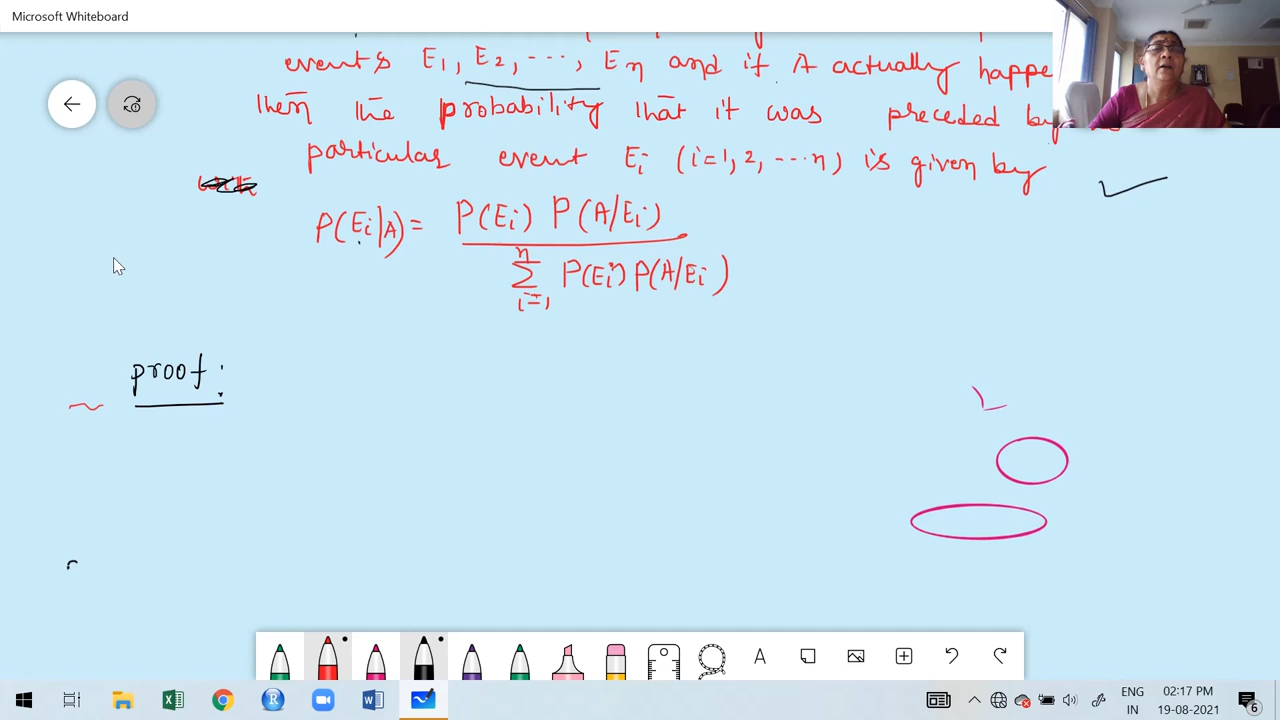 Microsoft Whiteboard
events E1, E2, ..., En and if A actually happe
then the probability that it was preceded by
particular event Ei (i=1, 2, ...n) is given by
P(Ei|A) = P(Ei) P(A/Ei)
n
∑ P(Ei) P(A/Ei)
i=1
proof:
A
ENG
IN
02:17 PM
19-08-2021
6